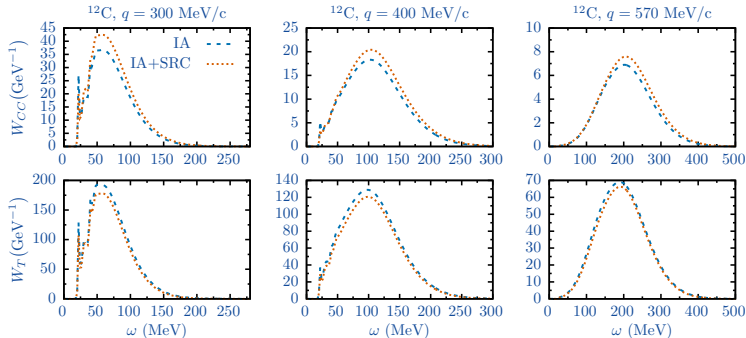 ¹²C, q = 300 MeV/c
¹²C, q = 400 MeV/c
¹²C, q = 570 MeV/c
W_CC(GeV⁻¹)
45
40
35
30
25
20
15
10
5
0
IA
IA+SRC
0 50 100 150 200 250
25
20
15
10
5
0
0 50 100 150 200 250 300
10
8
6
4
2
0
0 100 200 300 400 500
W_T(GeV⁻¹)
200
150
100
50
0
0 50 100 150 200 250
ω (MeV)
140
120
100
80
60
40
20
0
0 50 100 150 200 250 300
ω (MeV)
70
60
50
40
30
20
10
0
0 100 200 300 400 500
ω (MeV)